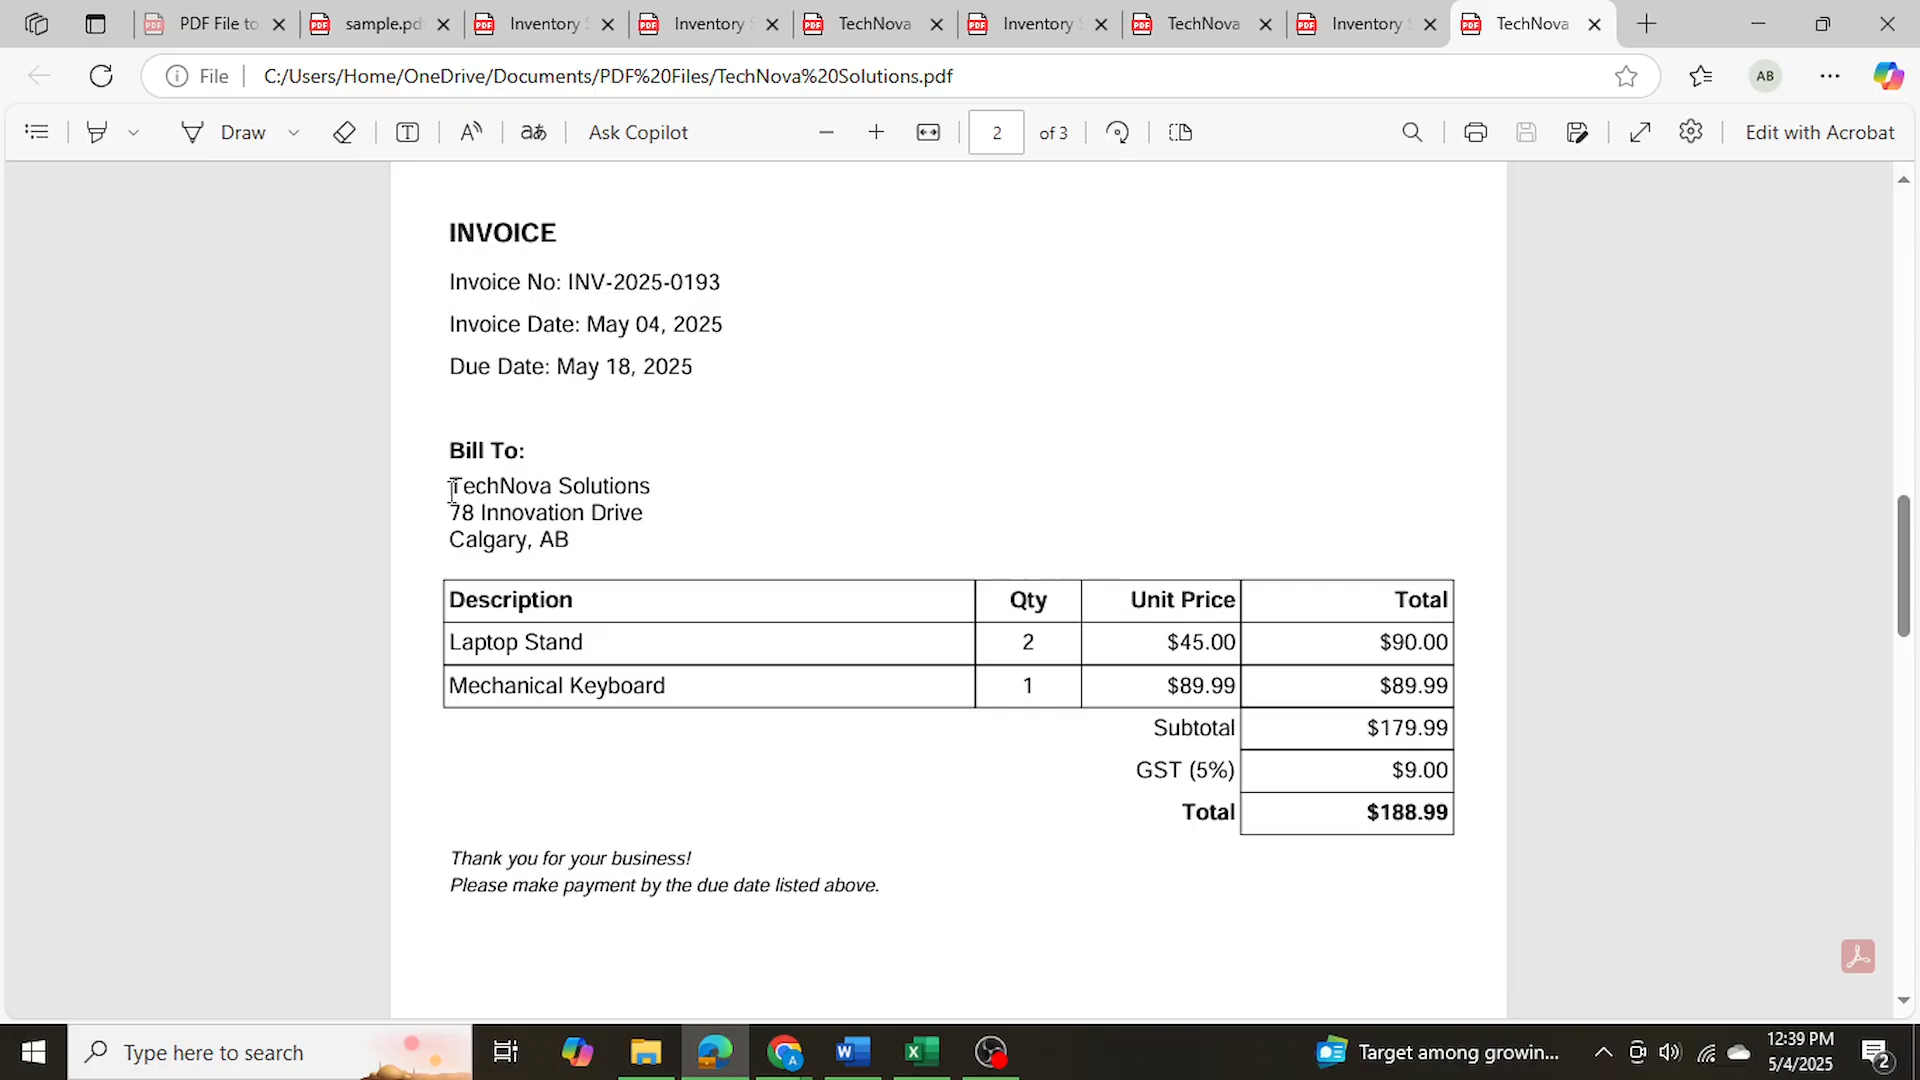 PDF File to
sample.pd
Inventory
Inventory
TechNova
Inventory
TechNova
Inventory
TechNova
File
C:/Users/Home/OneDrive/Documents/PDF%20Files/TechNova%20Solutions.pdf
AB
Draw
Ask Copilot
2
of 3
Edit with Acrobat
INVOICE
Invoice No: INV-2025-0193
Invoice Date: May 04, 2025
Due Date: May 18, 2025
Bill To:
TechNova Solutions
78 Innovation Drive
Calgary, AB
Description Qty Unit Price Total
Laptop Stand 2 $45.00 $90.00
Mechanical Keyboard 1 $89.99 $89.99
Subtotal $179.99
GST (5%) $9.00
Total $188.99
Thank you for your business!
Please make payment by the due date listed above.
Type here to search
Target among growin...
12:39 PM
5/4/2025
2